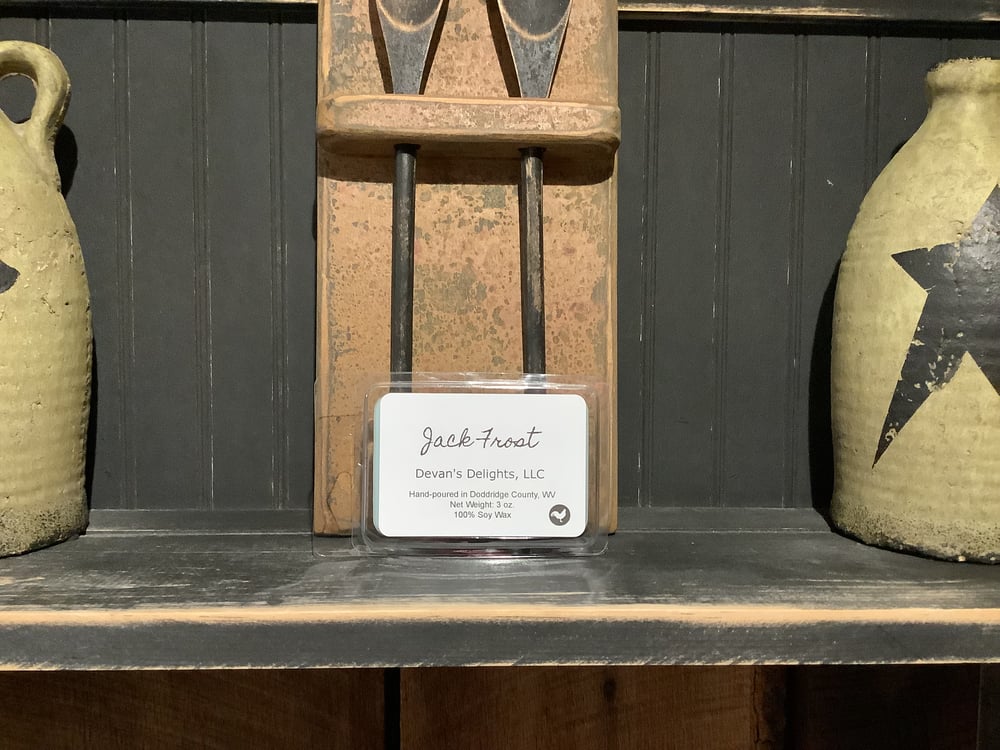 Jack Frost
Devan's Delights, LLC
Hand-poured in Doddridge County, WV
Net Weight: 3 oz.
100% Soy Wax